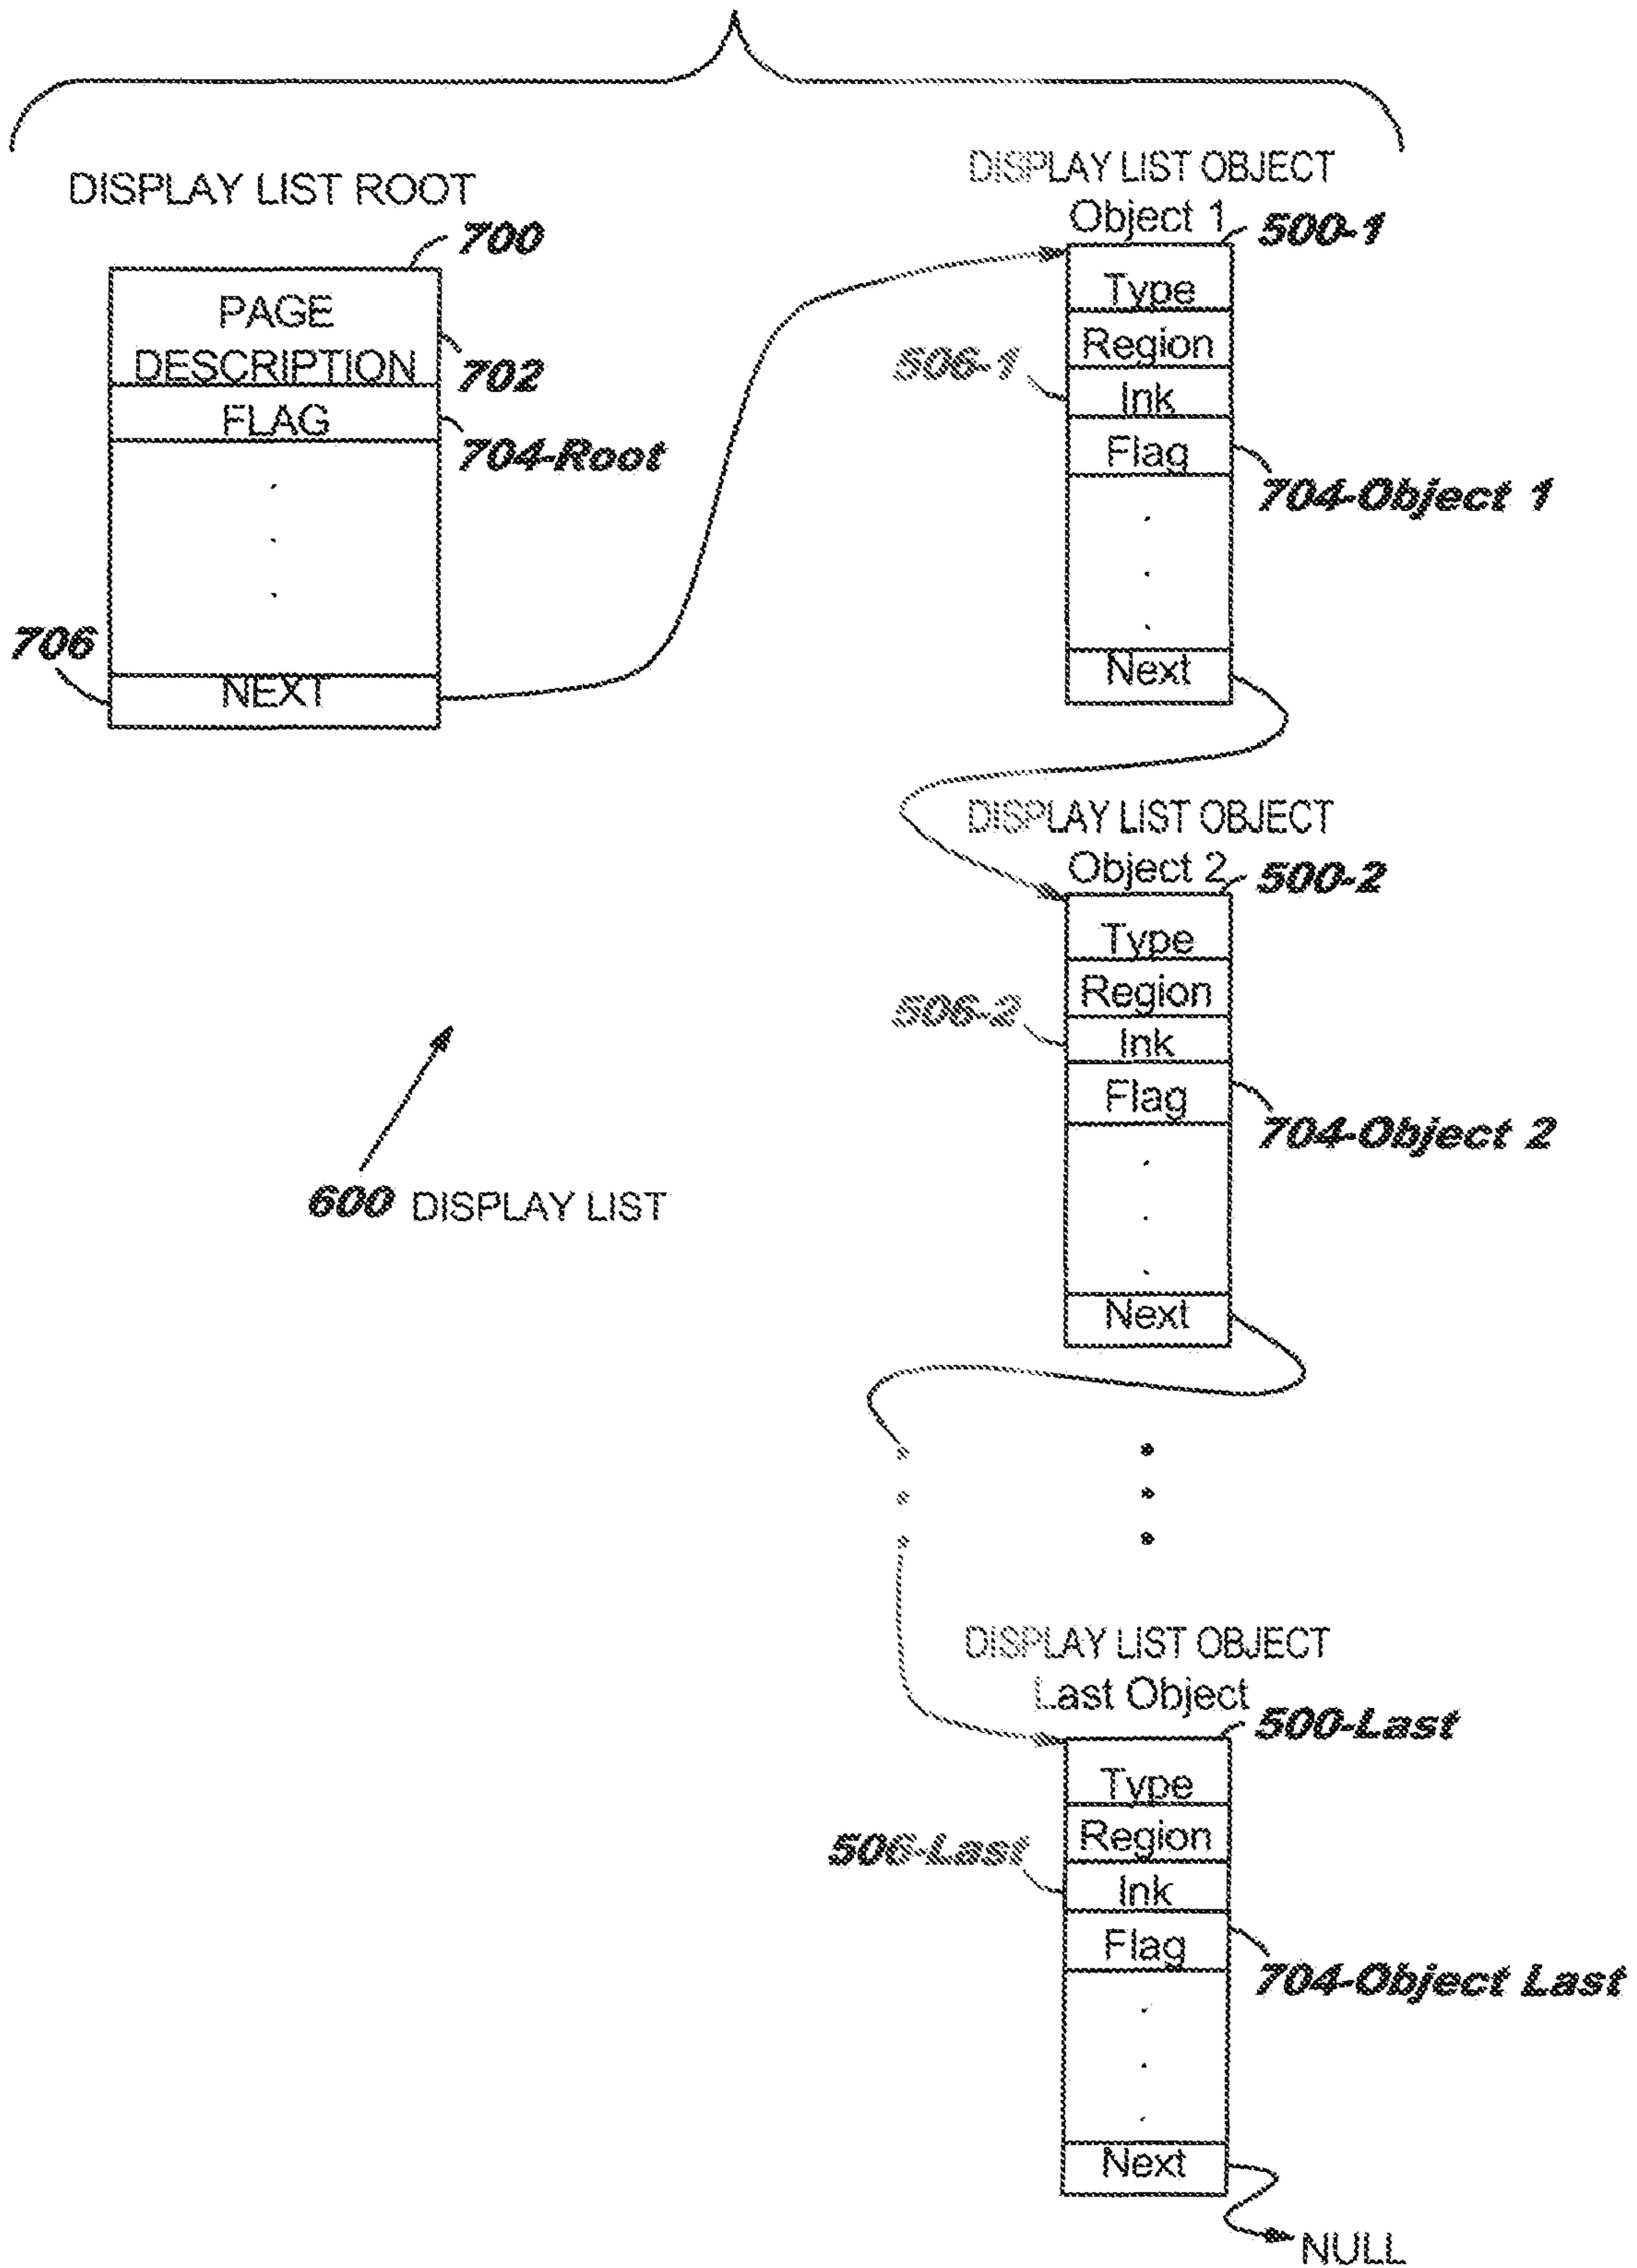 DISPLAY LIST ROOT
700
PAGE
DESCRIPTION
702
FLAG
704-Root
706
NEXT
DISPLAY LIST OBJECT
Object 1
500-1
Type
Region
506-1
Ink
Flag
704-Object 1
Next
DISPLAY LIST OBJECT
Object 2
500-2
Type
Region
506-2
Ink
Flag
704-Object 2
Next
600 DISPLAY LIST
DISPLAY LIST OBJECT
Last Object
500-Last
Type
Region
506-Last
Ink
Flag
704-Object Last
Next
NULL